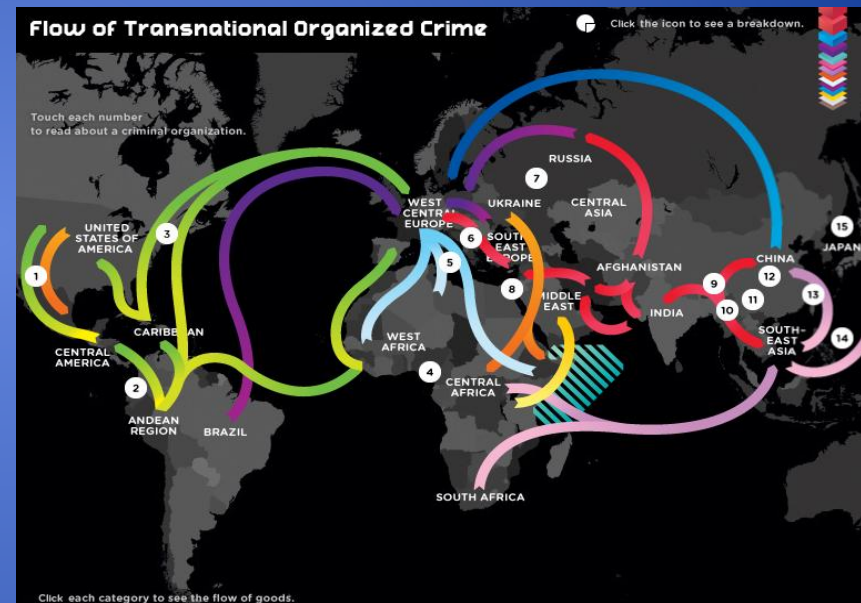 Flow of Transnational Organized Crime
Click the icon to see a breakdown.
Touch each number
to read about a criminal organization.
RUSSIA
7
WEST
CENTRAL
EUROPE
UKRAINE
CENTRAL
ASIA
UNITED
STATES OF
AMERICA
3
15
JAPAN
6
SOUTH
EAST
EUROPE
5
1
AFGHANISTAN
CHINA
12
9
8
MIDDLE
EAST
11
13
10
INDIA
CARIBBEAN
WEST
AFRICA
SOUTH-
EAST
ASIA
14
CENTRAL
AMERICA
4
2
CENTRAL
AFRICA
ANDEAN
REGION
BRAZIL
SOUTH AFRICA
Click each category to see the flow of goods.